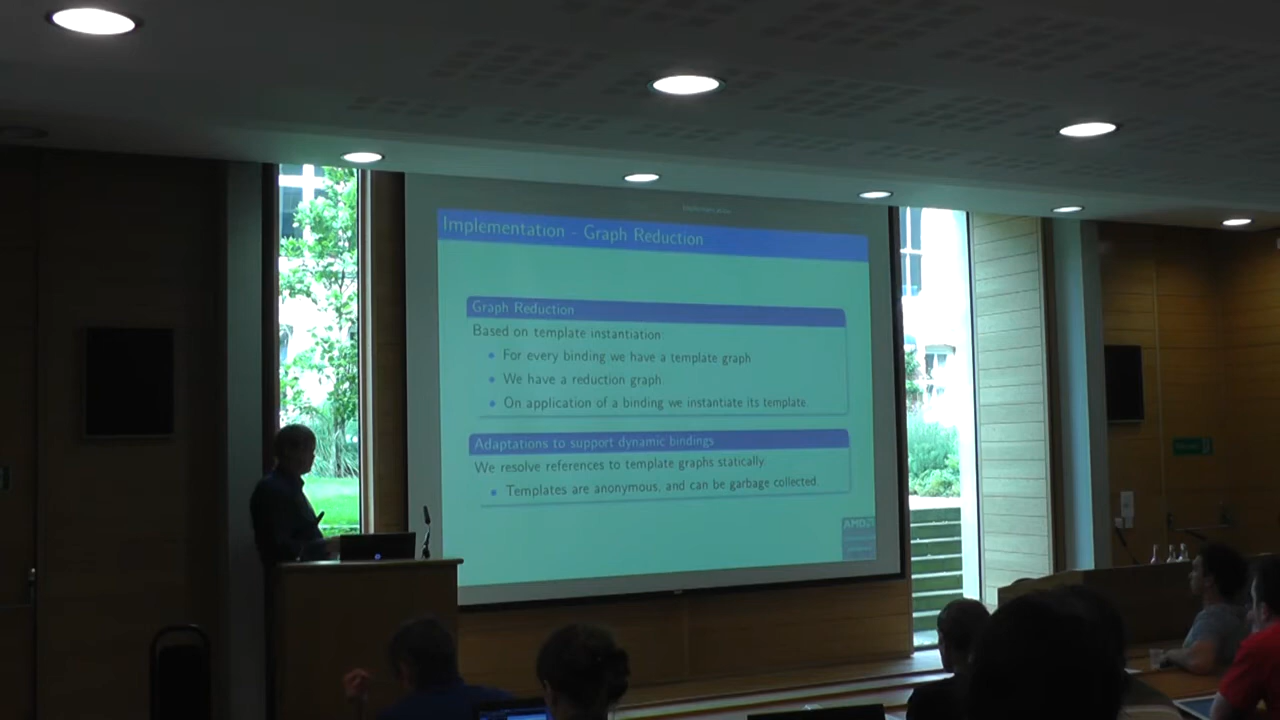 Implementation - Graph Reduction
Graph Reduction
Based on template instantiation:
For every binding we have a template graph
We have a reduction graph.
On application of a binding we instantiate its template.
Adaptations to support dynamic bindings
We resolve references to template graphs statically.
Templates are anonymous, and can be garbage collected.